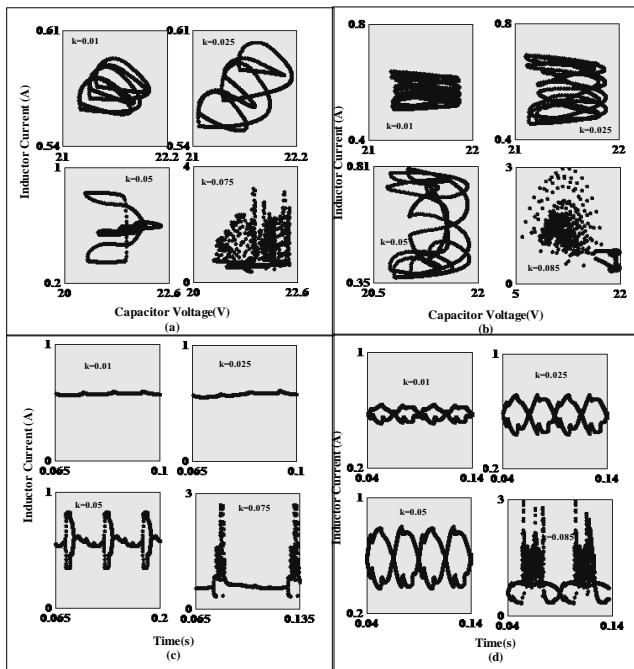 0.61
k=0.01
0.54
21
22.2
0.61
k=0.025
0.54
21
22.2
1
k=0.05
0.2
20
22.6
4
k=0.075
0
20
22.6
Inductor Current (A)
Capacitor Voltage(V)
(a)
0.8
k=0.01
0.4
21
22
0.8
k=0.025
0.4
21
22
0.81
k=0.05
0.35
20.5
22
3
k=0.085
0
5
22
Inductor Current (A)
Capacitor Voltage(V)
(b)
1
k=0.01
0
0.065
0.1
1
k=0.025
0
0.065
0.1
1
k=0.05
0
0.065
0.2
3
k=0.075
0
0.065
0.135
Inductor Current (A)
Time(s)
(c)
1
k=0.01
0.2
0.04
0.14
1
k=0.025
0.2
0.04
0.14
1
k=0.05
0.2
0.04
0.14
3
k=0.085
0
0.04
0.14
Inductor Current (A)
Time(s)
(d)